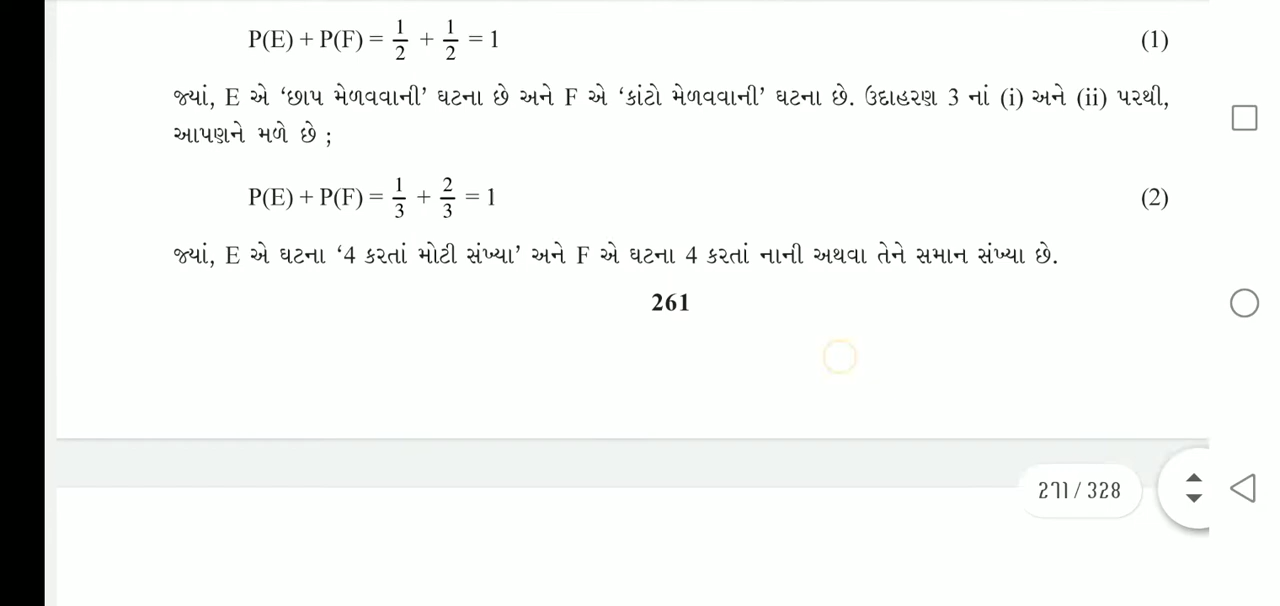 P(E) + P(F) = 1/2 + 1/2 = 1 (1)
જ્યાં, E એ ‘છાપ મેળવવાની’ ઘટના છે અને F એ ‘કાંટો મેળવવાની’ ઘટના છે. ઉદાહરણ 3 નાં (i) અને (ii) પરથી,
આપણને મળે છે ;
P(E) + P(F) = 1/3 + 2/3 = 1 (2)
જ્યાં, E એ ઘટના ‘4 કરતાં મોટી સંખ્યા’ અને F એ ઘટના 4 કરતાં નાની અથવા તેને સમાન સંખ્યા છે.
261
271 / 328